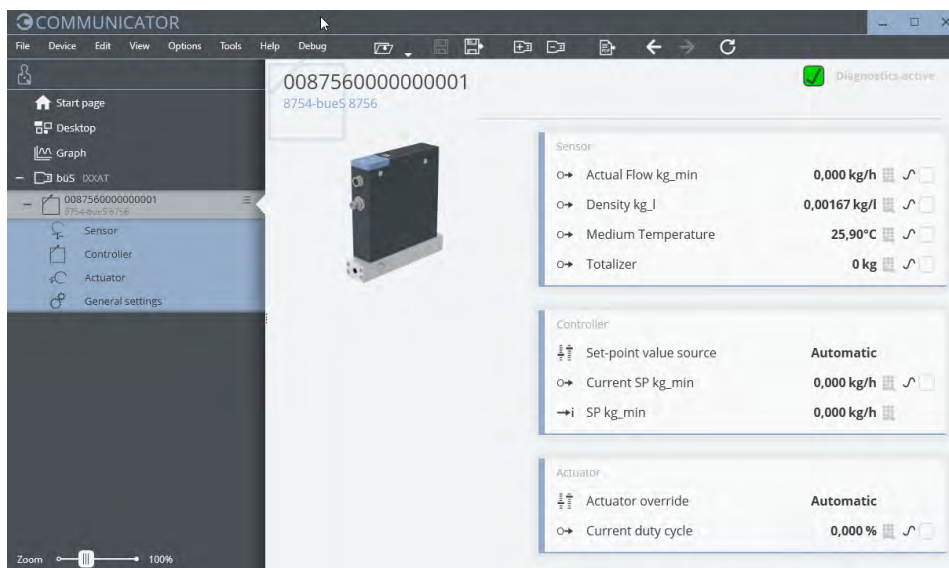 COMMUNICATOR
File Device Edit View Options Tools Help Debug
Start page
Desktop
Graph
büS IXXAT
0087560000000001
8754-bueS 8756
Sensor
Controller
Actuator
General settings
Zoom 100%
0087560000000001
8754-bueS 8756
Diagnostics active
Sensor
Actual Flow kg_min 0,000 kg/h
Density kg_l 0,00167 kg/l
Medium Temperature 25,90°C
Totalizer 0 kg
Controller
Set-point value source Automatic
Current SP kg_min 0,000 kg/h
SP kg_min 0,000 kg/h
Actuator
Actuator override Automatic
Current duty cycle 0,000 %